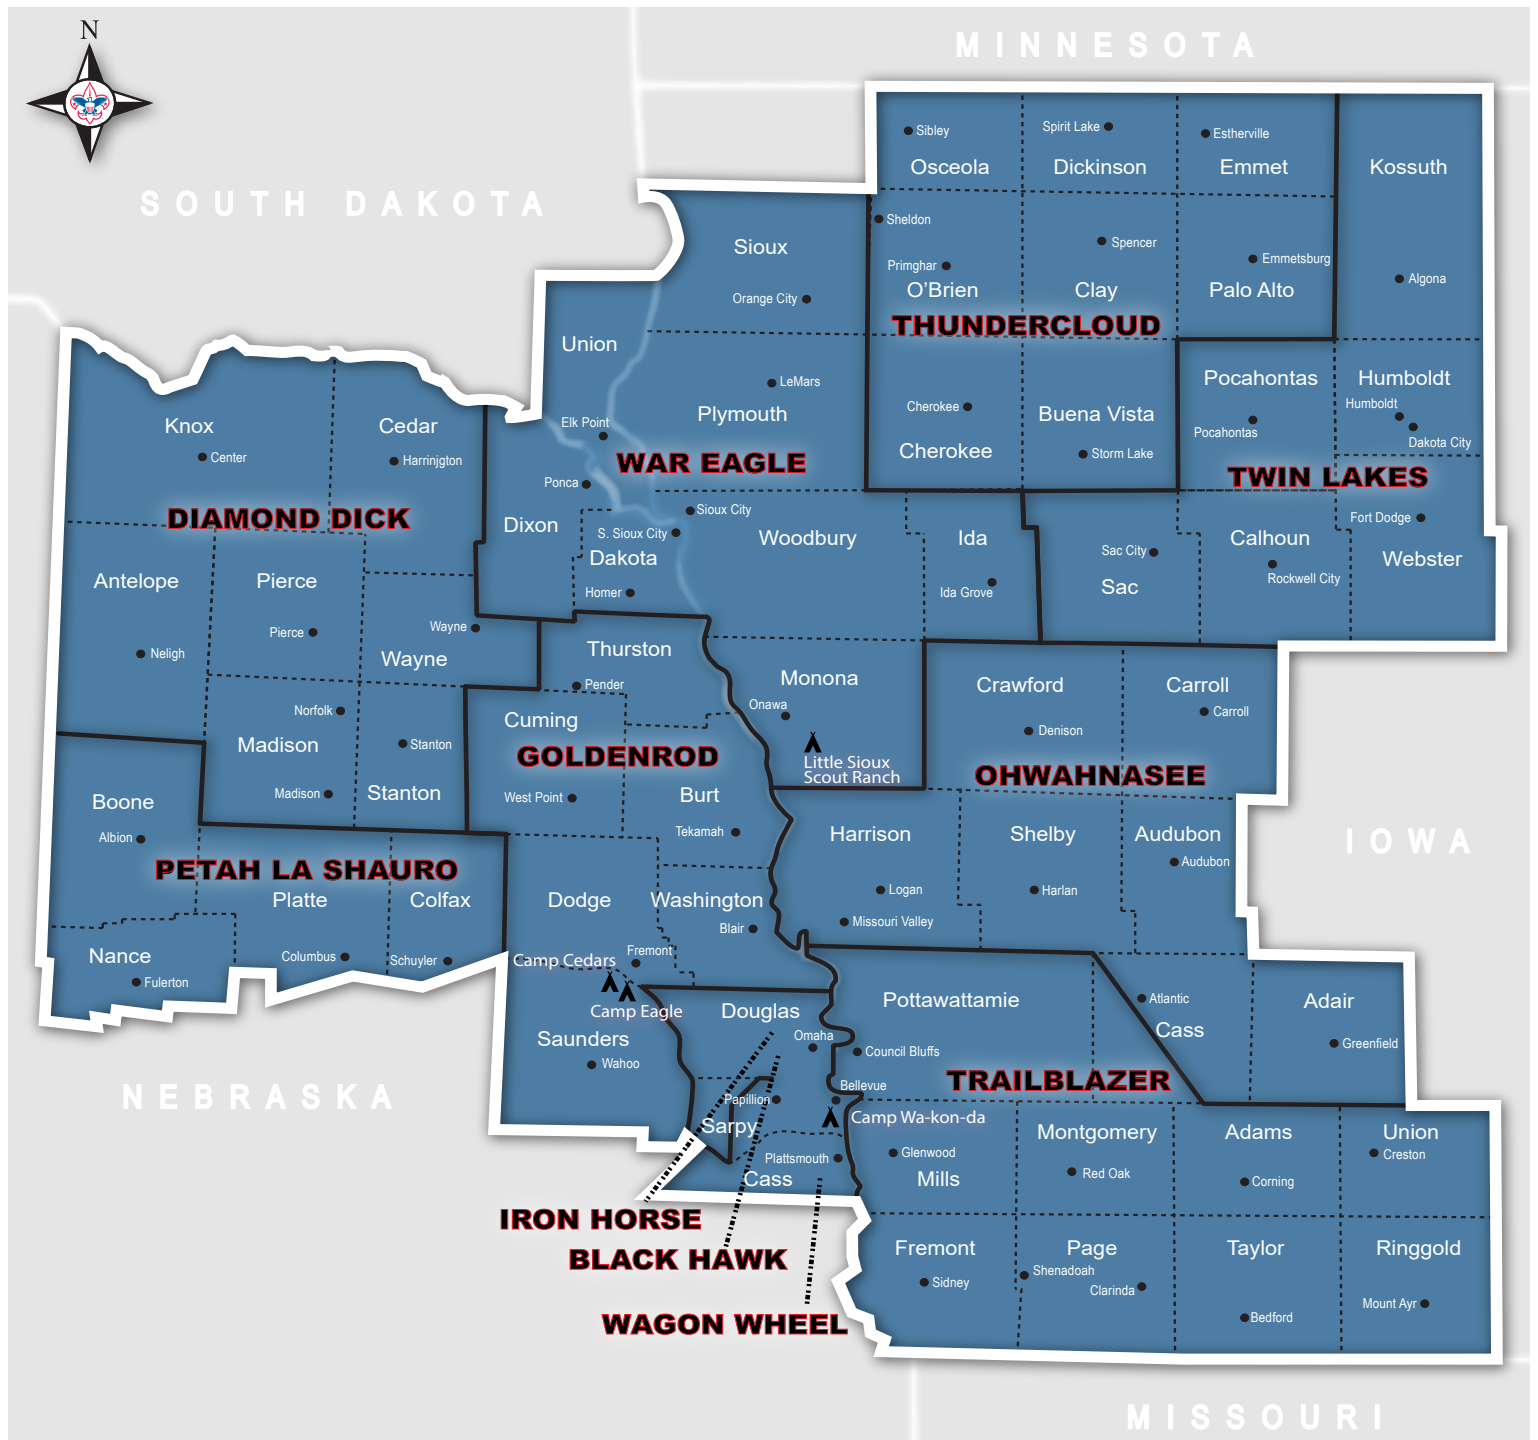 N
MINNESOTA
SOUTH DAKOTA
Sibley
Spirit Lake
Estherville
Osceola
Dickinson
Emmet
Kossuth
Sheldon
Sioux
Spencer
Primghar
Emmetsburg
Algona
Orange City
O'Brien
Clay
Palo Alto
THUNDERCLOUD
Union
LeMars
Pocahontas
Humboldt
Humboldt
Plymouth
Cherokee
Buena Vista
Knox
Cedar
Elk Point
Pocahontas
Dakota City
Center
Harrinjgton
WAR EAGLE
Cherokee
Storm Lake
TWIN LAKES
Ponca
DIAMOND DICK
Sioux City
Fort Dodge
Dixon
S. Sioux City
Woodbury
Ida
Calhoun
Dakota
Sac City
Webster
Antelope
Pierce
Homer
Ida Grove
Sac
Rockwell City
Pierce
Wayne
Neligh
Wayne
Thurston
Pender
Monona
Crawford
Carroll
Norfolk
Cuming
Onawa
Carroll
Madison
Stanton
Denison
GOLDENROD
Little Sioux
Scout Ranch
OHWAHNASEE
Madison
Stanton
West Point
Burt
Boone
Albion
Tekamah
Harrison
Shelby
Audubon
IOWA
PETAH LA SHAURO
Audubon
Platte
Colfax
Dodge
Washington
Logan
Harlan
Blair
Missouri Valley
Nance
Columbus
Schuyler
Camp Cedars
Fremont
Fulerton
Camp Eagle
Douglas
Pottawattamie
Atlantic
Adair
Saunders
Omaha
Cass
Wahoo
Council Bluffs
Greenfield
NEBRASKA
Bellevue
TRAILBLAZER
Papillion
Sarpy
Camp Wa-kon-da
Montgomery
Adams
Union
Plattsmouth
Glenwood
Creston
Cass
Mills
Red Oak
Corning
IRON HORSE
BLACK HAWK
Fremont
Page
Taylor
Ringgold
Sidney
Shenadoah
Clarinda
WAGON WHEEL
Bedford
Mount Ayr
MISSOURI